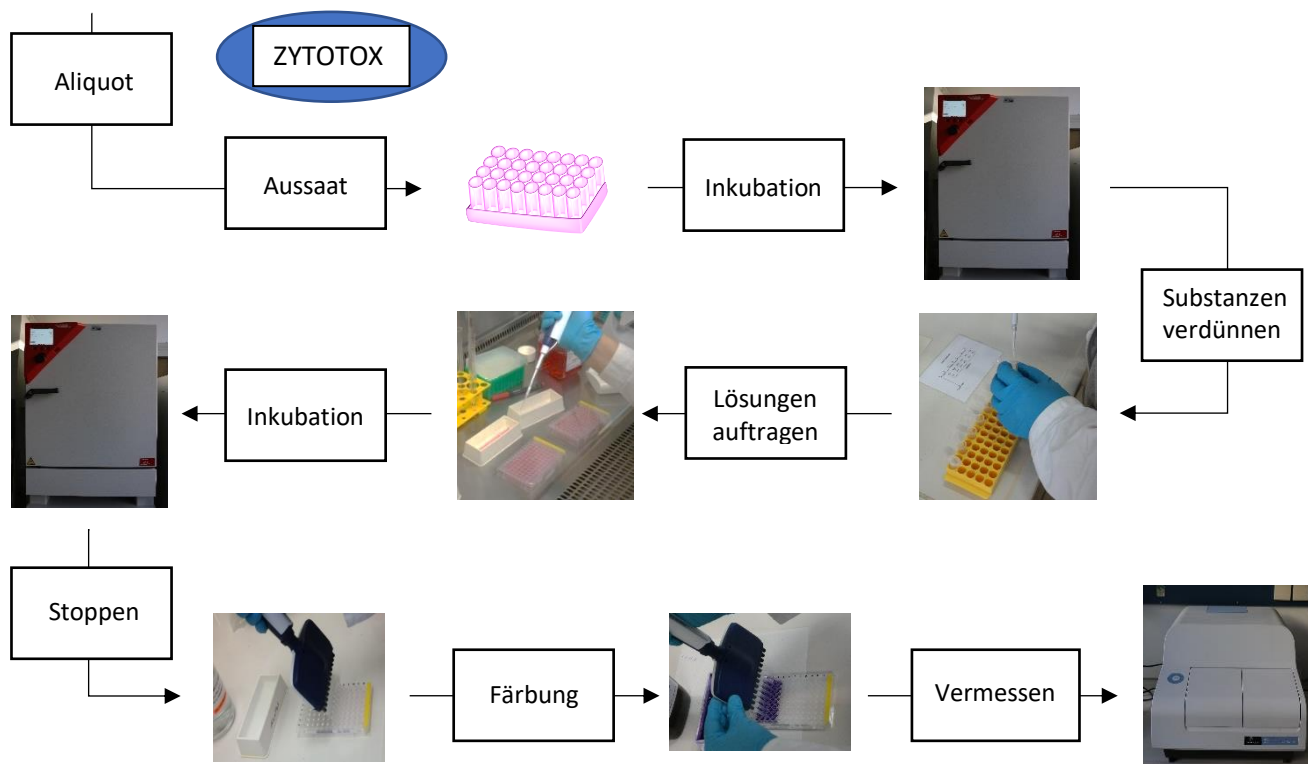 ZYTOTOX
Aliquot
Aussaat
Inkubation
Substanzen
verdünnen
Lösungen
auftragen
Inkubation
Stoppen
Färbung
Vermessen